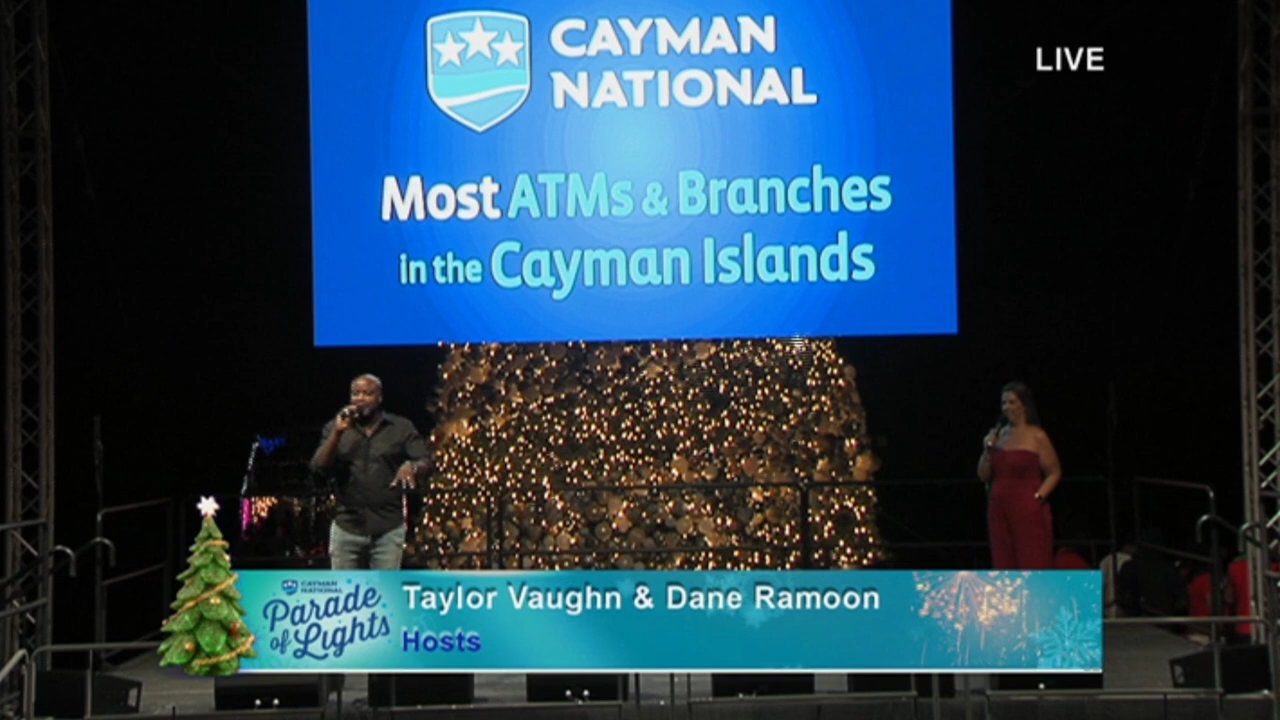 CAYMAN
NATIONAL
LIVE
Most ATMs & Branches
in the Cayman Islands
CAYMAN
NATIONAL
Parade
of Lights
Taylor Vaughn & Dane Ramoon
Hosts